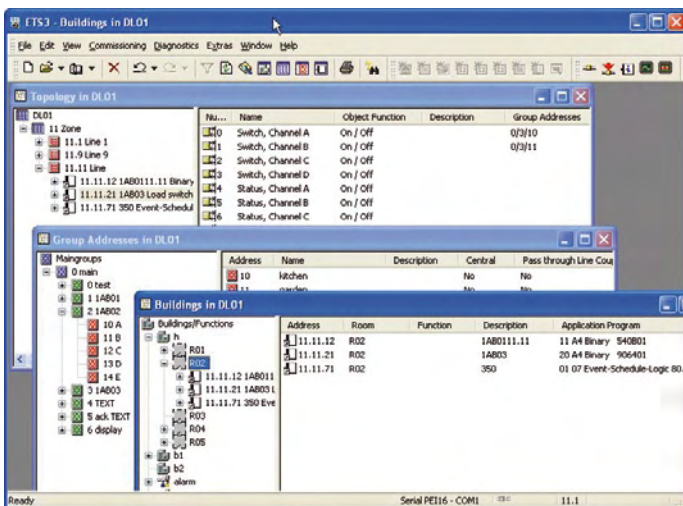 ETS3 - Buildings in DL01
File Edit View Commissioning Diagnostics Extras Window Help
Topology in DL01
DL01
11 Zone
11.1 Line 1
11.9 Line 9
11.11 Line
11.11.12 1AB0111.11 Binary
11.11.21 1AB03 Load switch
11.11.71 350 Event-Schedul
Nu... Name Object Function Description Group Addresses
0 Switch, Channel A On / Off 0/3/10
1 Switch, Channel B On / Off 0/3/11
2 Switch, Channel C On / Off
3 Switch, Channel D On / Off
4 Status, Channel A On / Off
5 Status, Channel B On / Off
6 Status, Channel C On / Off
Group Addresses in DL01
Maingroups
0 main
0 test
1 1AB01
2 1AB02
10 A
11 B
12 C
13 D
14 E
3 1AB03
4 TEXT
5 ack TEXT
6 display
Address Name Description Central Pass through Line Coup
10 kitchen No No
11 garden No No
Buildings in DL01
Buildings/Functions
h
R01
R02
11.11.12 1AB011
11.11.21 1AB03 L
11.11.71 350 Eve
R03
R04
R05
b1
b2
alarm
Address Room Function Description Application Program
11.11.12 R02 1AB0111.11 11 A4 Binary 540B01
11.11.21 R02 1AB03 20 A4 Binary 906401
11.11.71 R02 350 01 07 Event-Schedule-Logic 80.
Ready Serial PEI16 - COM1 11.1